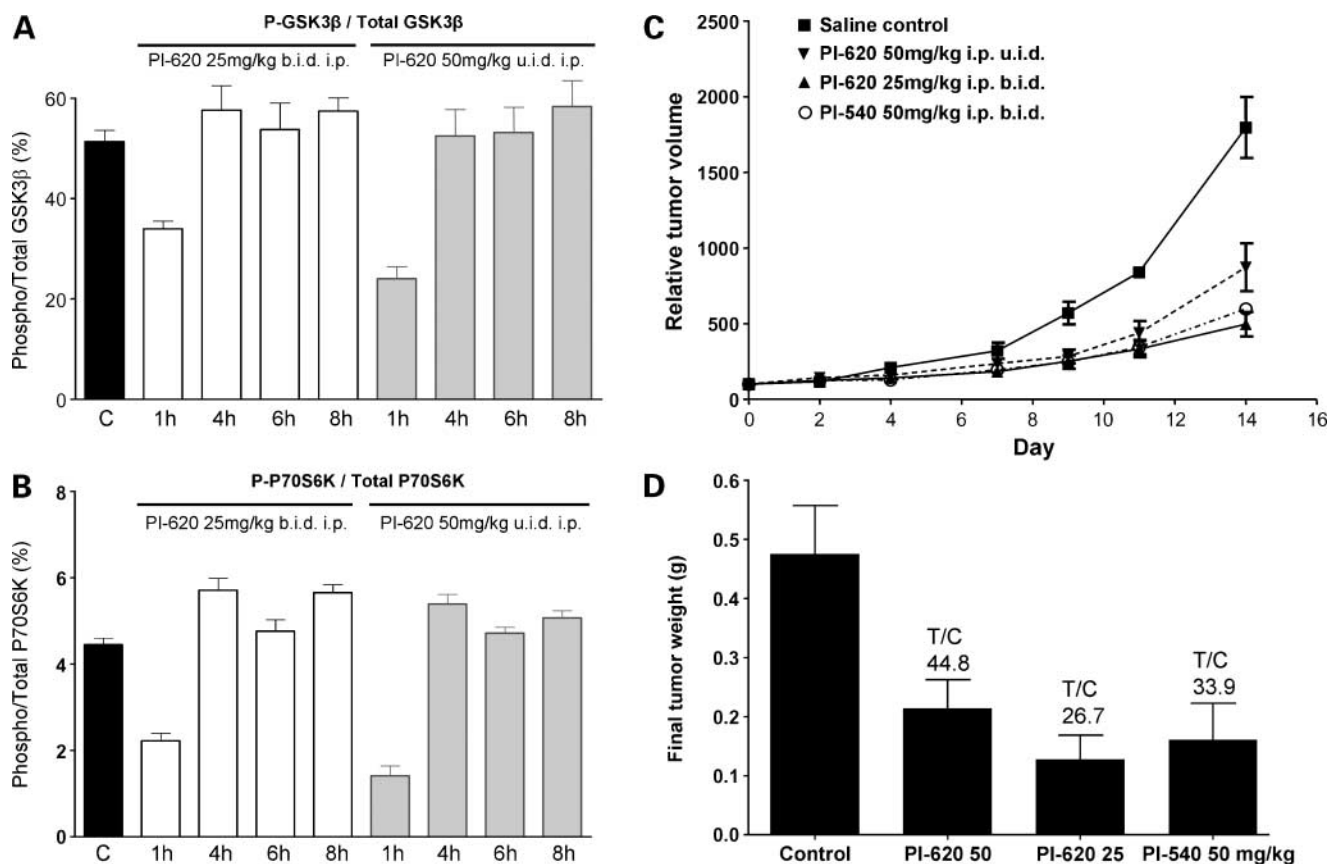 A
P-GSK3β / Total GSK3β
PI-620 25mg/kg b.i.d. i.p.
PI-620 50mg/kg u.i.d. i.p.
Phospho/Total GSK3β (%)
60
40
20
0
C 1h 4h 6h 8h 1h 4h 6h 8h
B
P-P70S6K / Total P70S6K
PI-620 25mg/kg b.i.d. i.p.
PI-620 50mg/kg u.i.d. i.p.
Phospho/Total P70S6K (%)
8
6
4
2
0
C 1h 4h 6h 8h 1h 4h 6h 8h
C
Saline control
PI-620 50mg/kg i.p. u.i.d.
PI-620 25mg/kg i.p. b.i.d.
PI-540 50mg/kg i.p. b.i.d.
Relative tumor volume
2500
2000
1500
1000
500
0
0 2 4 6 8 10 12 14 16
Day
D
Final tumor weight (g)
0.6
0.5
0.4
0.3
0.2
0.1
0.0
T/C
44.8
T/C
26.7
T/C
33.9
Control PI-620 50 PI-620 25 PI-540 50 mg/kg